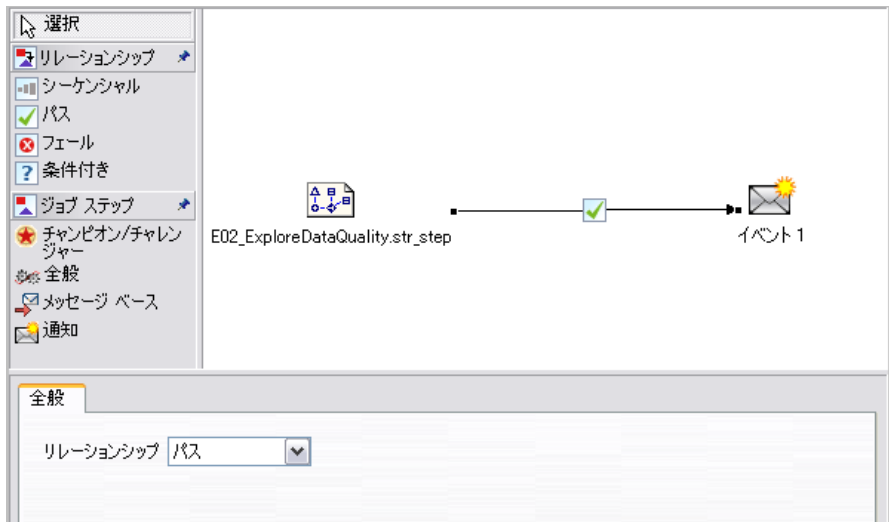 選択
リレーションシップ
シーケンシャル
パス
フェール
? 条件付き
ジョブ ステップ
チャンピオン/チャレン
ジャー
全般
メッセージ ベース
通知
E02_ExploreDataQuality.str_step
イベント 1
全般
リレーションシップ パス